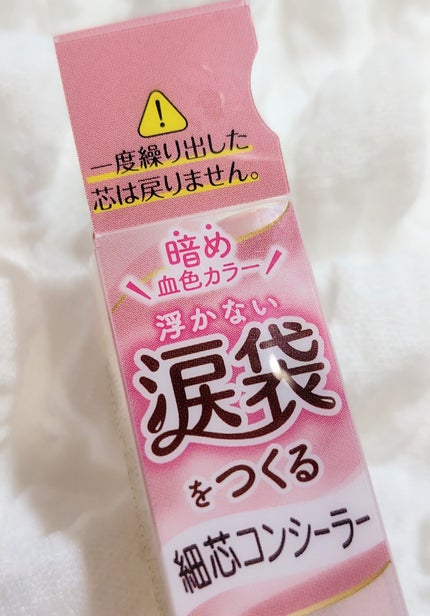 一度繰り出した
芯は戻りません。
暗め
血色カラー
浮かない
涙袋
をつくる
細芯コンシーラー